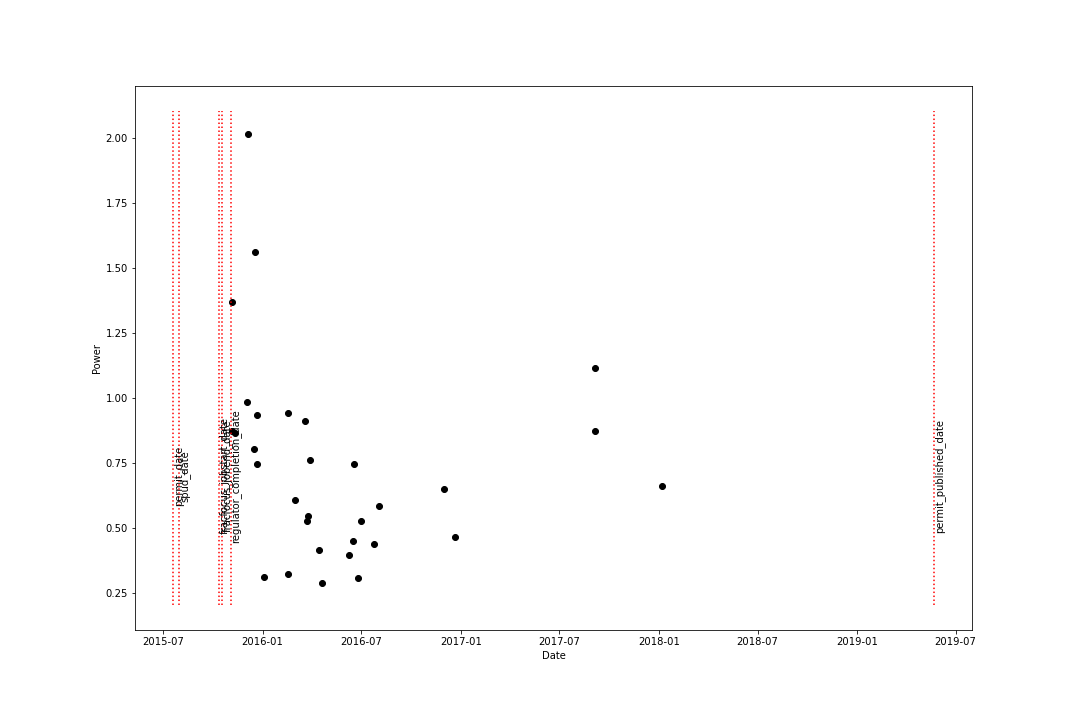 2.00
1.75
1.50
1.25
1.00
0.75
0.50
0.25
Power
permit_date
spud_date
regulator_completion_date
permit_published_date
2015-07
2016-01
2016-07
2017-01
2017-07
2018-01
2018-07
2019-01
2019-07
Date